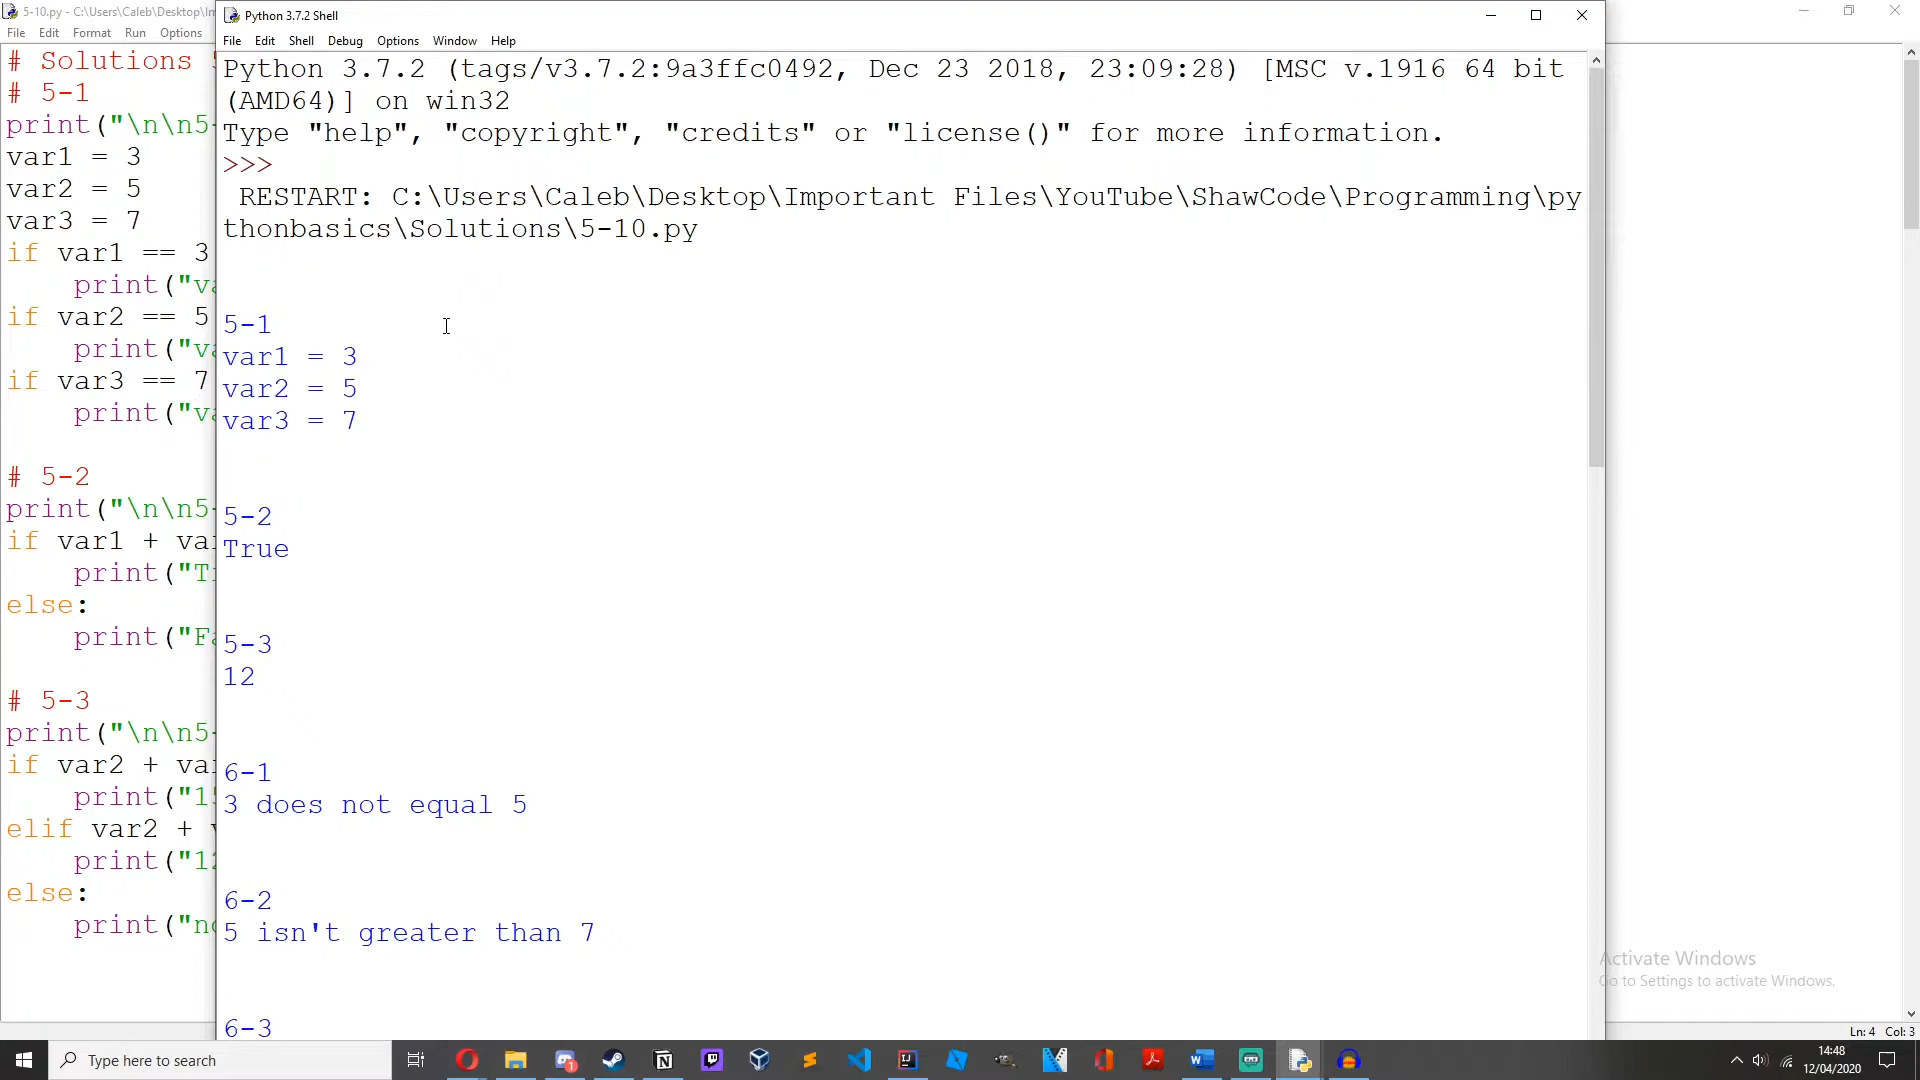 5-10.py - C:\Users\Caleb\Desktop\Im
File Edit Format Run Options
# Solutions 5
# 5-1
print("\n\n5-
var1 = 3
var2 = 5
var3 = 7
if var1 == 3
print("va
if var2 == 5
print("va
if var3 == 7
print("va
# 5-2
print("\n\n5-
if var1 + va
print("T
else:
print("Fa
# 5-3
print("\n\n5-
if var2 + va
print("15
elif var2 + v
print("12
else:
print("no
Python 3.7.2 Shell
File Edit Shell Debug Options Window Help
Python 3.7.2 (tags/v3.7.2:9a3ffc0492, Dec 23 2018, 23:09:28) [MSC v.1916 64 bit
(AMD64)] on win32
Type "help", "copyright", "credits" or "license()" for more information.
>>>
RESTART: C:\Users\Caleb\Desktop\Important Files\YouTube\ShawCode\Programming\py
thonbasics\Solutions\5-10.py
5-1
var1 = 3
var2 = 5
var3 = 7
5-2
True
5-3
12
6-1
3 does not equal 5
6-2
5 isn't greater than 7
6-3
Activate Windows
Go to Settings to activate Windows.
Ln: 4 Col: 3
Type here to search
14:48
12/04/2020